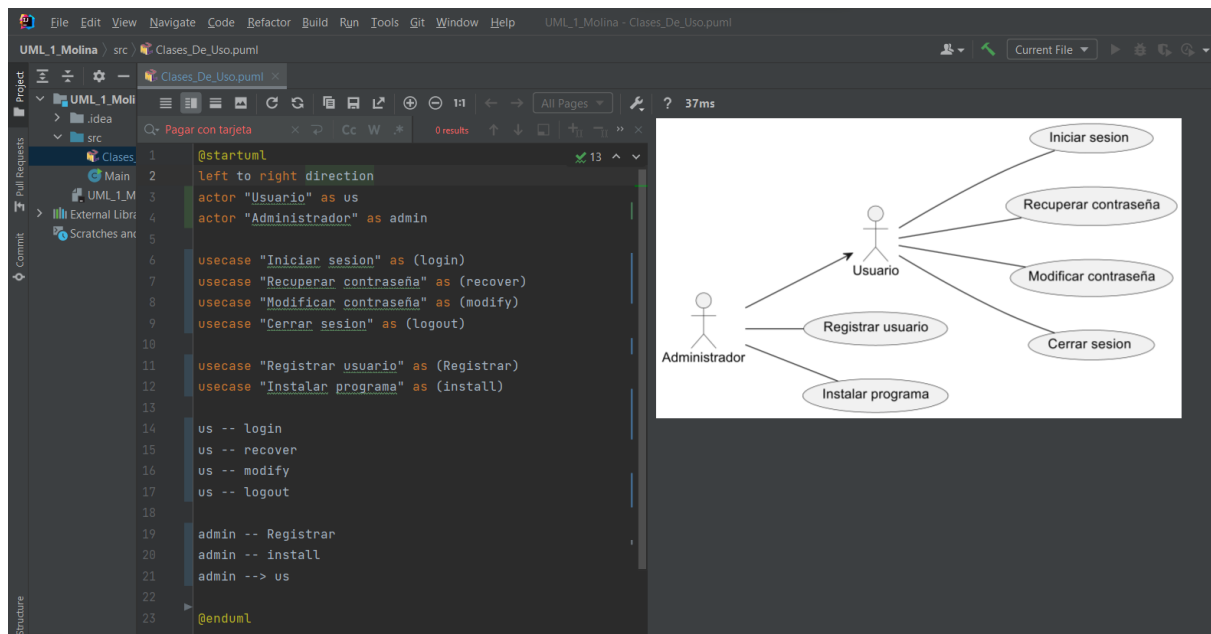 File Edit View Navigate Code Refactor Build Run Tools Git Window Help UML_1_Molina - Clases_De_Uso.puml
UML_1_Molina src Clases_De_Uso.puml Current File
Project
Pull Requests
Commit
Structure
UML_1_Moli
.idea
src
Clases_
Main
UML_1_M
External Libra
Scratches and
Clases_De_Uso.puml
1:1 All Pages ? 37ms
Pagar con tarjeta Cc W .* 0 results
13
1 @startuml
2 left to right direction
3 actor "Usuario" as us
4 actor "Administrador" as admin
5
6 usecase "Iniciar sesion" as (login)
7 usecase "Recuperar contraseña" as (recover)
8 usecase "Modificar contraseña" as (modify)
9 usecase "Cerrar sesion" as (logout)
10
11 usecase "Registrar usuario" as (Registrar)
12 usecase "Instalar programa" as (install)
13
14 us -- login
15 us -- recover
16 us -- modify
17 us -- logout
18
19 admin -- Registrar
20 admin -- install
21 admin --> us
22
23 @enduml
Iniciar sesion
Recuperar contraseña
Usuario
Modificar contraseña
Registrar usuario
Cerrar sesion
Administrador
Instalar programa